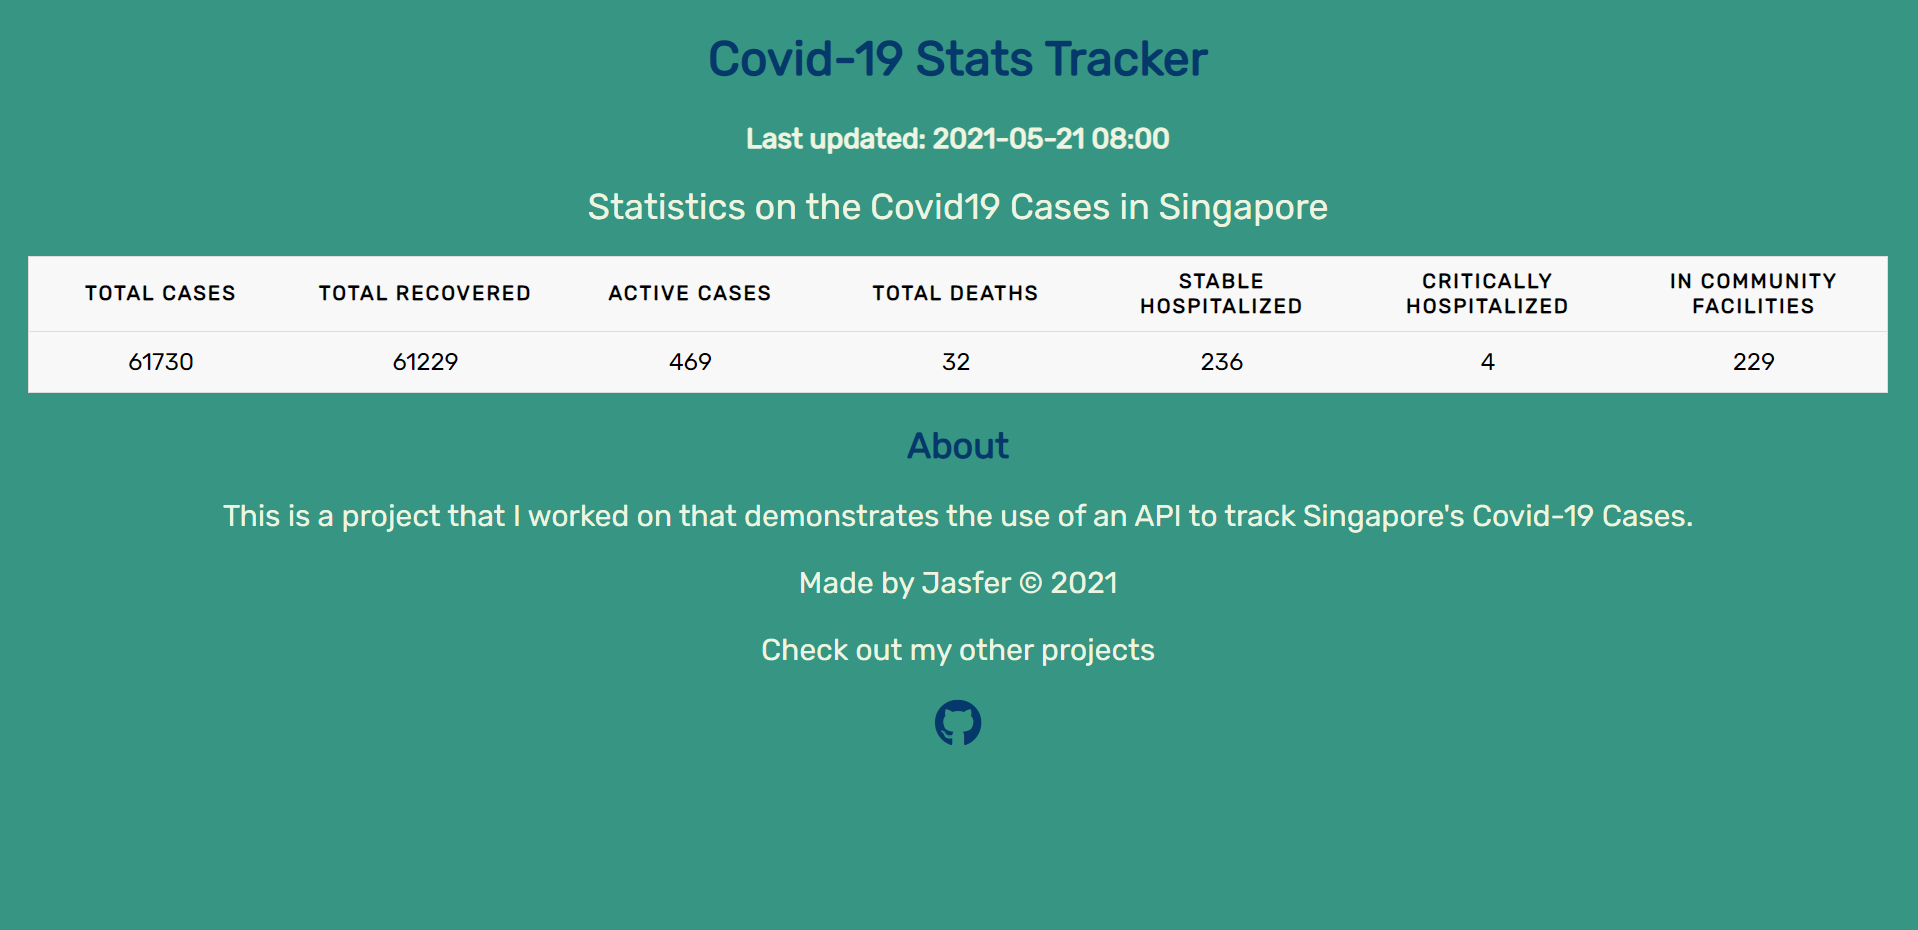 Covid-19 Stats Tracker
Last updated: 2021-05-21 08:00
Statistics on the Covid19 Cases in Singapore
TOTAL CASES TOTAL RECOVERED ACTIVE CASES TOTAL DEATHS STABLE HOSPITALIZED CRITICALLY HOSPITALIZED IN COMMUNITY FACILITIES
61730 61229 469 32 236 4 229
About
This is a project that I worked on that demonstrates the use of an API to track Singapore's Covid-19 Cases.
Made by Jasfer © 2021
Check out my other projects